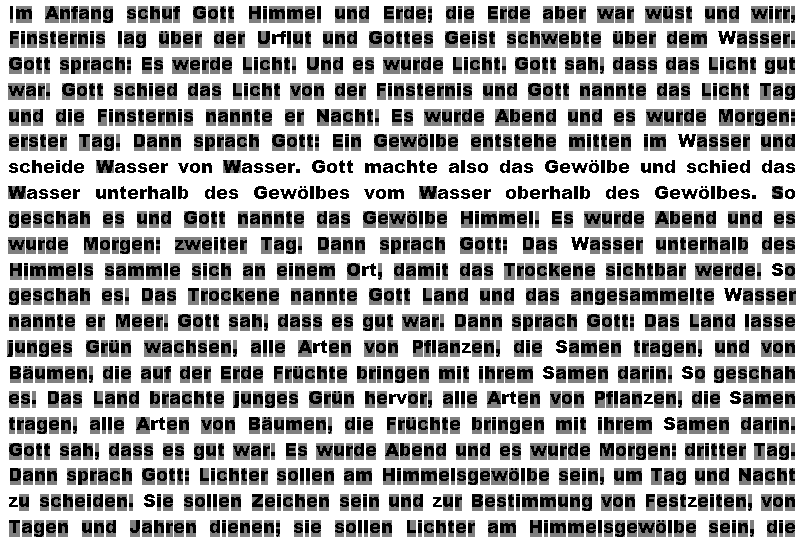 Im Anfang schuf Gott Himmel und Erde; die Erde aber war wüst und wirr,
Finsternis lag über der Urflut und Gottes Geist schwebte über dem Wasser.
Gott sprach: Es werde Licht. Und es wurde Licht. Gott sah, dass das Licht gut
war. Gott schied das Licht von der Finsternis und Gott nannte das Licht Tag
und die Finsternis nannte er Nacht. Es wurde Abend und es wurde Morgen:
erster Tag. Dann sprach Gott: Ein Gewölbe entstehe mitten im Wasser und
scheide Wasser von Wasser. Gott machte also das Gewölbe und schied das
Wasser unterhalb des Gewölbes vom Wasser oberhalb des Gewölbes. So
geschah es und Gott nannte das Gewölbe Himmel. Es wurde Abend und es
wurde Morgen: zweiter Tag. Dann sprach Gott: Das Wasser unterhalb des
Himmels sammle sich an einem Ort, damit das Trockene sichtbar werde. So
geschah es. Das Trockene nannte Gott Land und das angesammelte Wasser
nannte er Meer. Gott sah, dass es gut war. Dann sprach Gott: Das Land lasse
junges Grün wachsen, alle Arten von Pflanzen, die Samen tragen, und von
Bäumen, die auf der Erde Früchte bringen mit ihrem Samen darin. So geschah
es. Das Land brachte junges Grün hervor, alle Arten von Pflanzen, die Samen
tragen, alle Arten von Bäumen, die Früchte bringen mit ihrem Samen darin.
Gott sah, dass es gut war. Es wurde Abend und es wurde Morgen: dritter Tag.
Dann sprach Gott: Lichter sollen am Himmelsgewölbe sein, um Tag und Nacht
zu scheiden. Sie sollen Zeichen sein und zur Bestimmung von Festzeiten, von
Tagen und Jahren dienen; sie sollen Lichter am Himmelsgewölbe sein, die